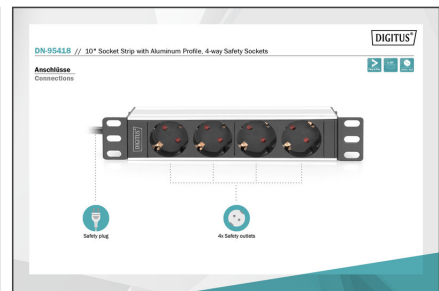 DIGITUS®
DN-95418 // 10" Socket Strip with Aluminum Profile, 4-way Safety Sockets
Anschlüsse
Connections
DIGITUS®
Safety plug
4x Safety outlets